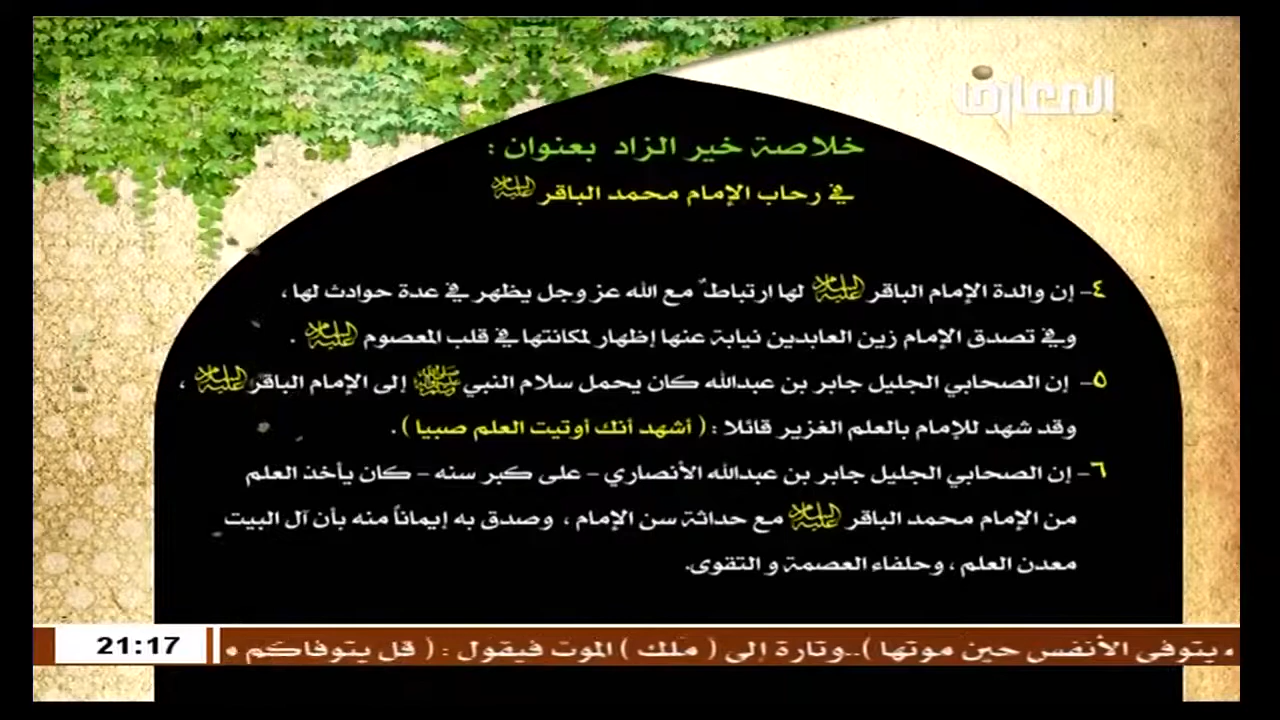 المعارف
خلاصة خير الزاد بعنوان :
في رحاب الإمام محمد الباقر عليه السلام
٤- إن والدة الإمام الباقر عليه السلام لها ارتباطٌ مع الله عز وجل يظهر في عدة حوادث لها ،
وفي تصدق الإمام زين العابدين نيابة عنها إظهار لمكانتها في قلب المعصوم عليه السلام .
٥- إن الصحابي الجليل جابر بن عبدالله كان يحمل سلام النبي ﷺ إلى الإمام الباقر عليه السلام ،
وقد شهد للإمام بالعلم الغزير قائلا : ( أشهد أنك أوتيت العلم صبيا ) .
٦- إن الصحابي الجليل جابر بن عبدالله الأنصاري - على كبر سنه - كان يأخذ العلم
من الإمام محمد الباقر عليه السلام مع حداثة سن الإمام ، وصدق به إيماناً منه بأن آل البيت
معدن العلم ، وحلفاء العصمة و التقوى.
يتوفى الأنفس حين موتها )..وتارة إلى ( مَلك ) الموت فيقول : ( قل يتوفاكم
21:17